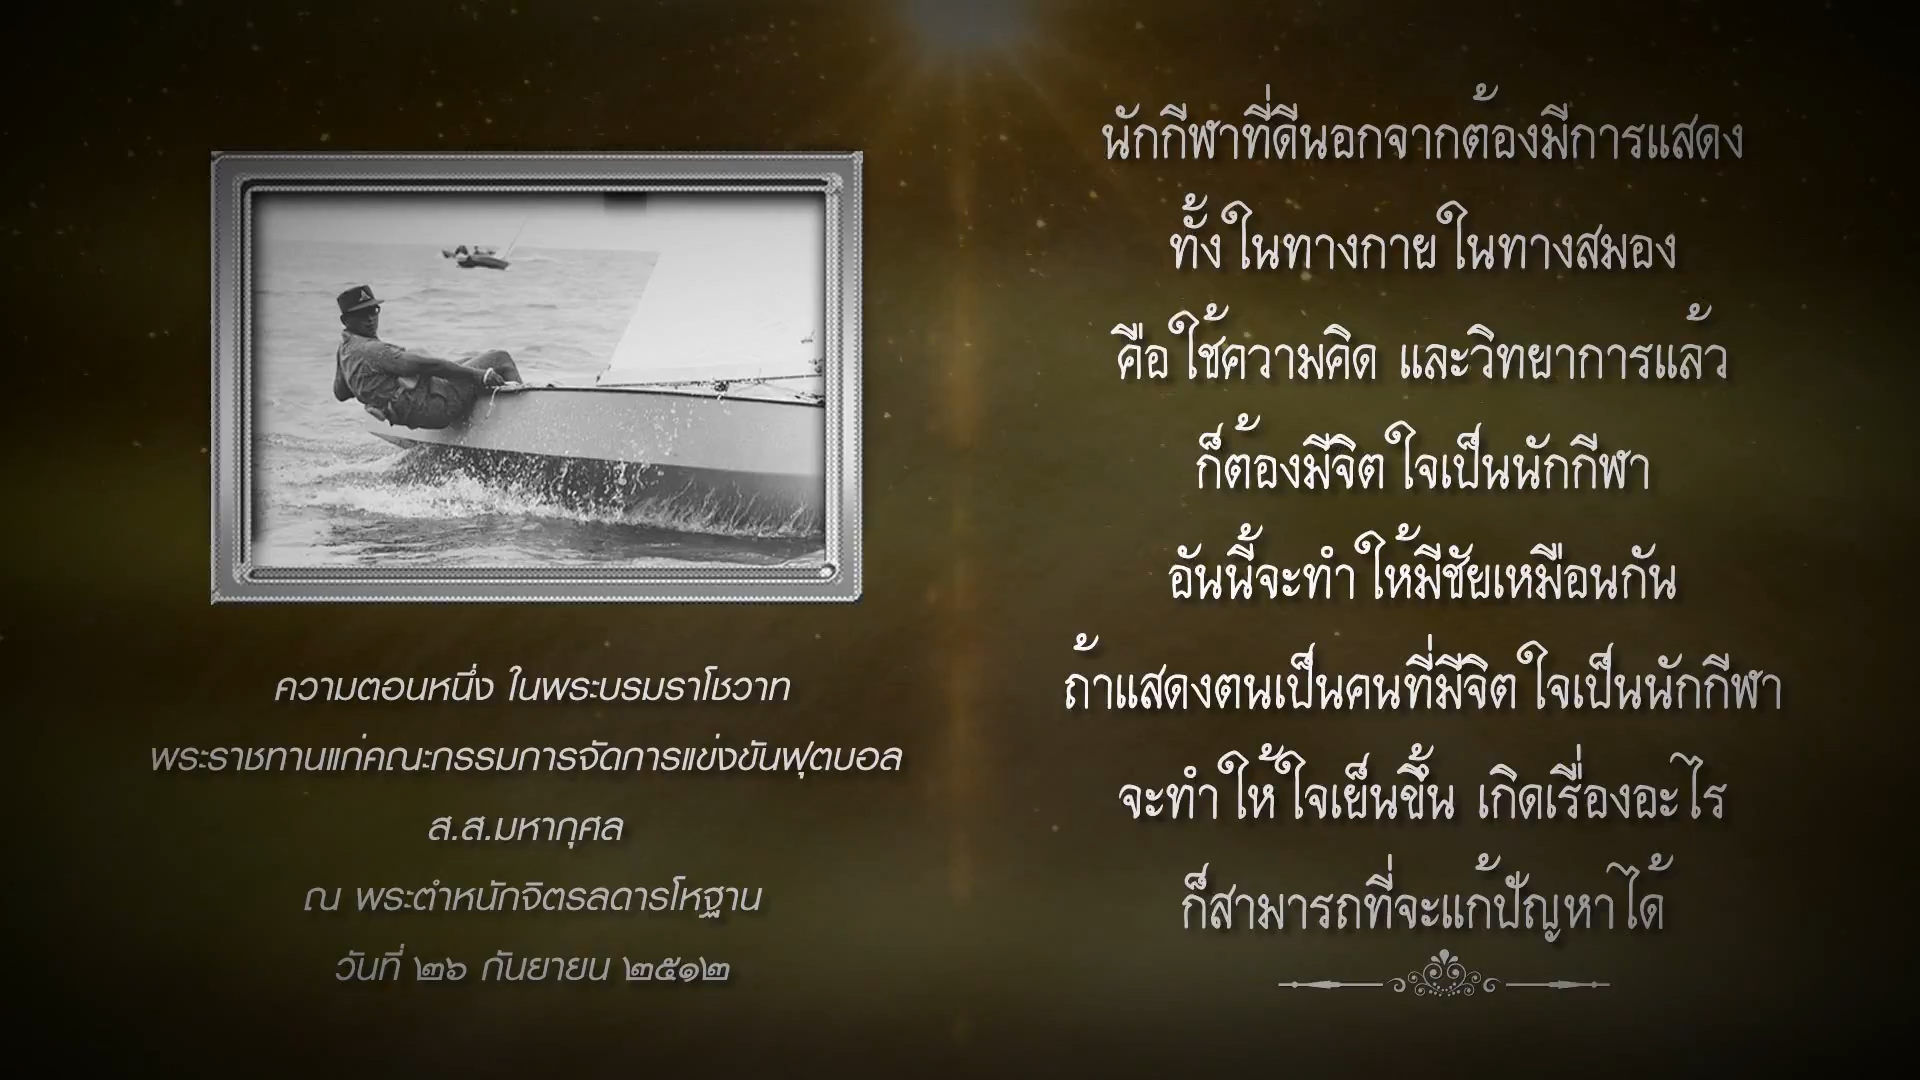 นักกีฬาที่ดีนอกจากต้องมีการแสดง
ทั้งในทางกายในทางสมอง
คือใช้ความคิด และวิทยาการแล้ว
ก็ต้องมีจิตใจเป็นนักกีฬา
อันนี้จะทำให้มีชัยเหมือนกัน
ถ้าแสดงตนเป็นคนที่มีจิตใจเป็นนักกีฬา
จะทำให้ใจเย็นขึ้น เกิดเรื่องอะไร
ก็สามารถที่จะแก้ปัญหาได้
ความตอนหนึ่ง ในพระบรมราโชวาท
พระราชทานแก่คณะกรรมการจัดการแข่งขันฟุตบอล
ส.ส.มหากุศล
ณ พระตำหนักจิตรลดารโหฐาน
วันที่ ๒๖ กันยายน ๒๕๑๒